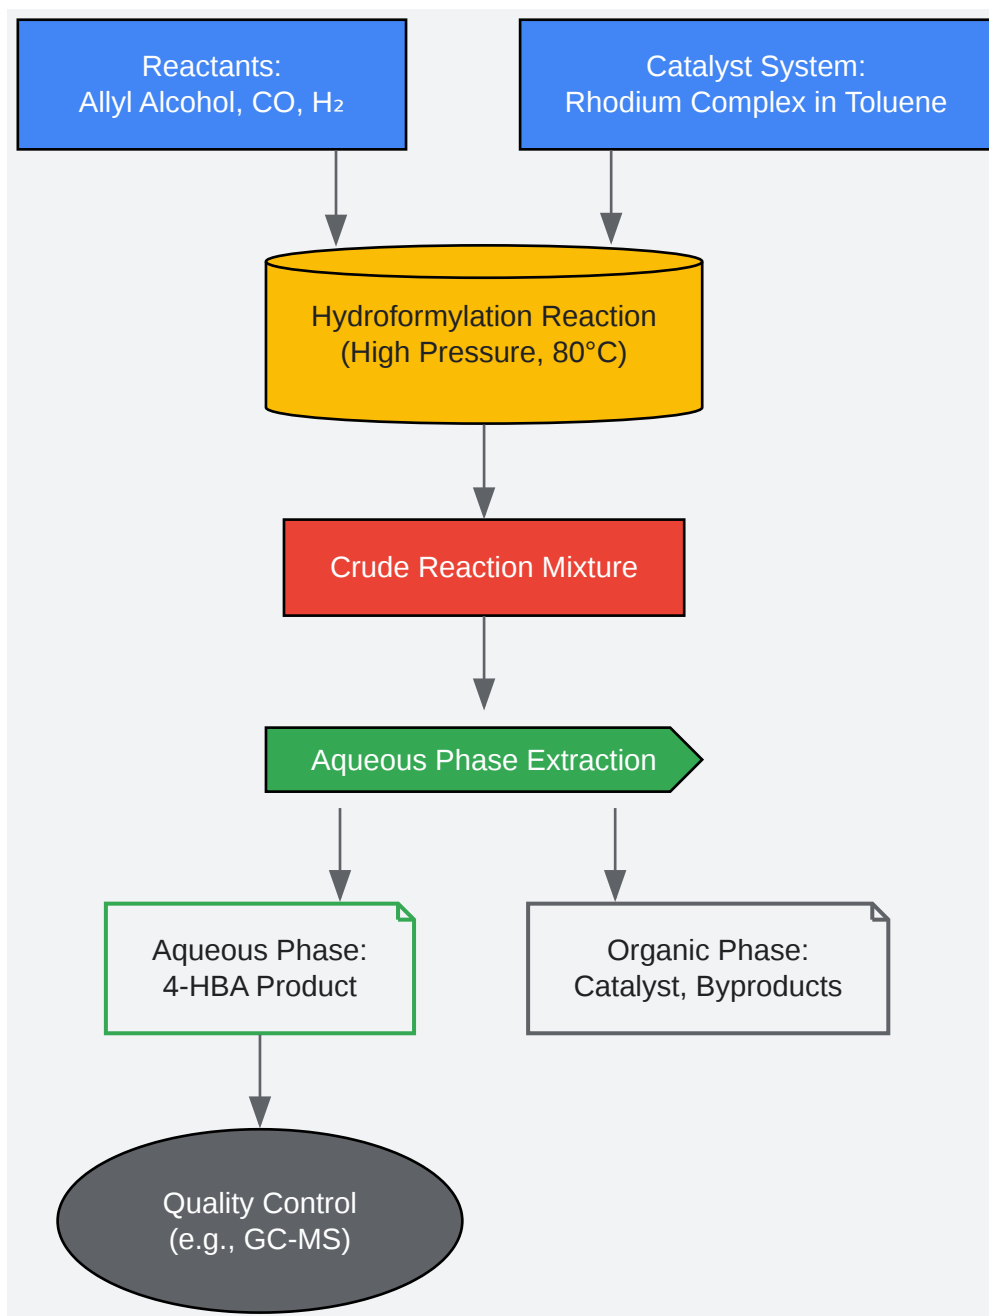 Reactants:
Allyl Alcohol, CO, H₂
Catalyst System:
Rhodium Complex in Toluene
Hydroformylation Reaction
(High Pressure, 80°C)
Crude Reaction Mixture
Aqueous Phase Extraction
Aqueous Phase:
4-HBA Product
Organic Phase:
Catalyst, Byproducts
Quality Control
(e.g., GC-MS)